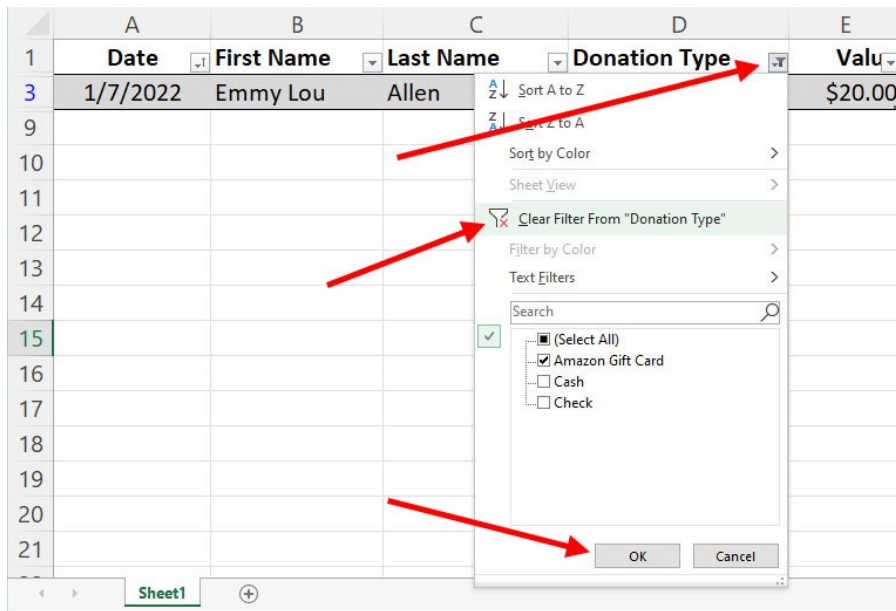 A B C D E
1 Date First Name Last Name Donation Type Valu
3 1/7/2022 Emmy Lou Allen $20.00
Sort A to Z
9
Sort Z to A
10
Sort by Color
11
Sheet View
12
Clear Filter From "Donation Type"
13
Filter by Color
Text Filters
14
Search
15
(Select All)
16
Amazon Gift Card
Cash
17
Check
18
19
20
21
OK Cancel
Sheet1